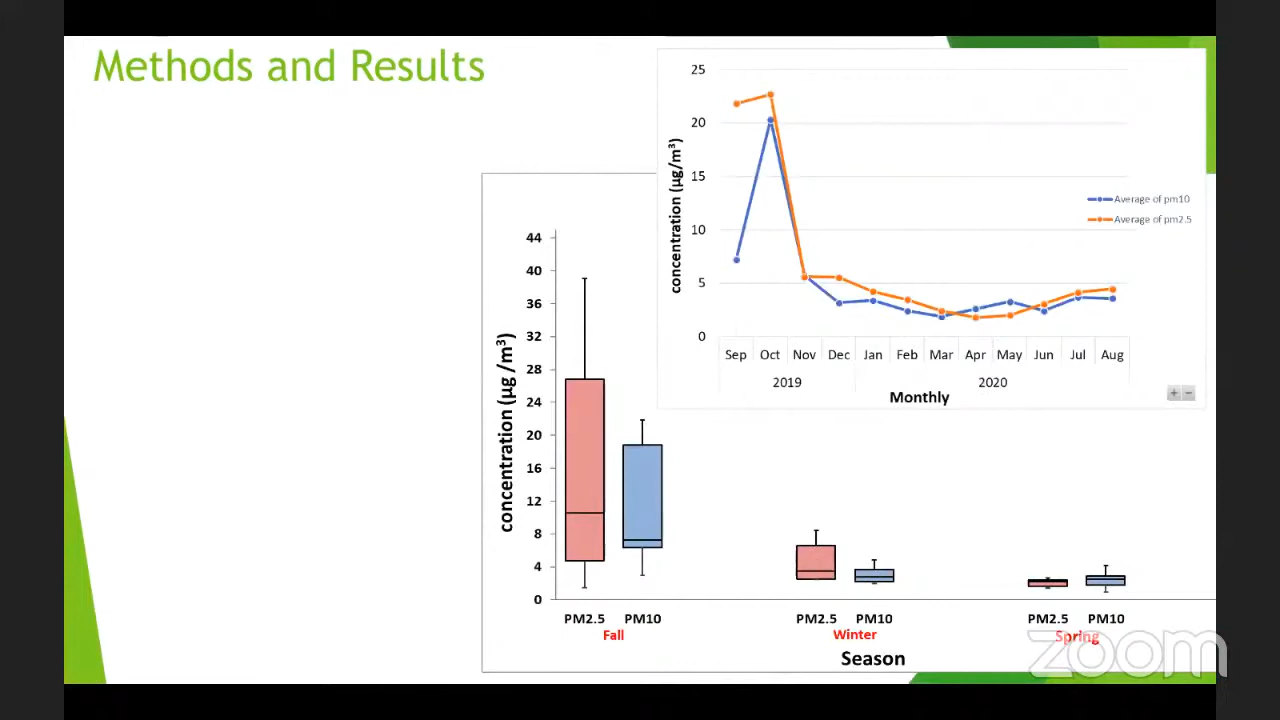 Methods and Results
25
20
15
10
5
0
concentration (µg/m³)
Average of pm10
Average of pm2.5
Sep Oct Nov Dec Jan Feb Mar Apr May Jun Jul Aug
2019 2020
Monthly
+ −
44
40
36
32
28
24
20
16
12
8
4
0
concentration (µg /m³)
PM2.5 PM10 PM2.5 PM10 PM2.5 PM10
Fall Winter Spring
Season
zoom